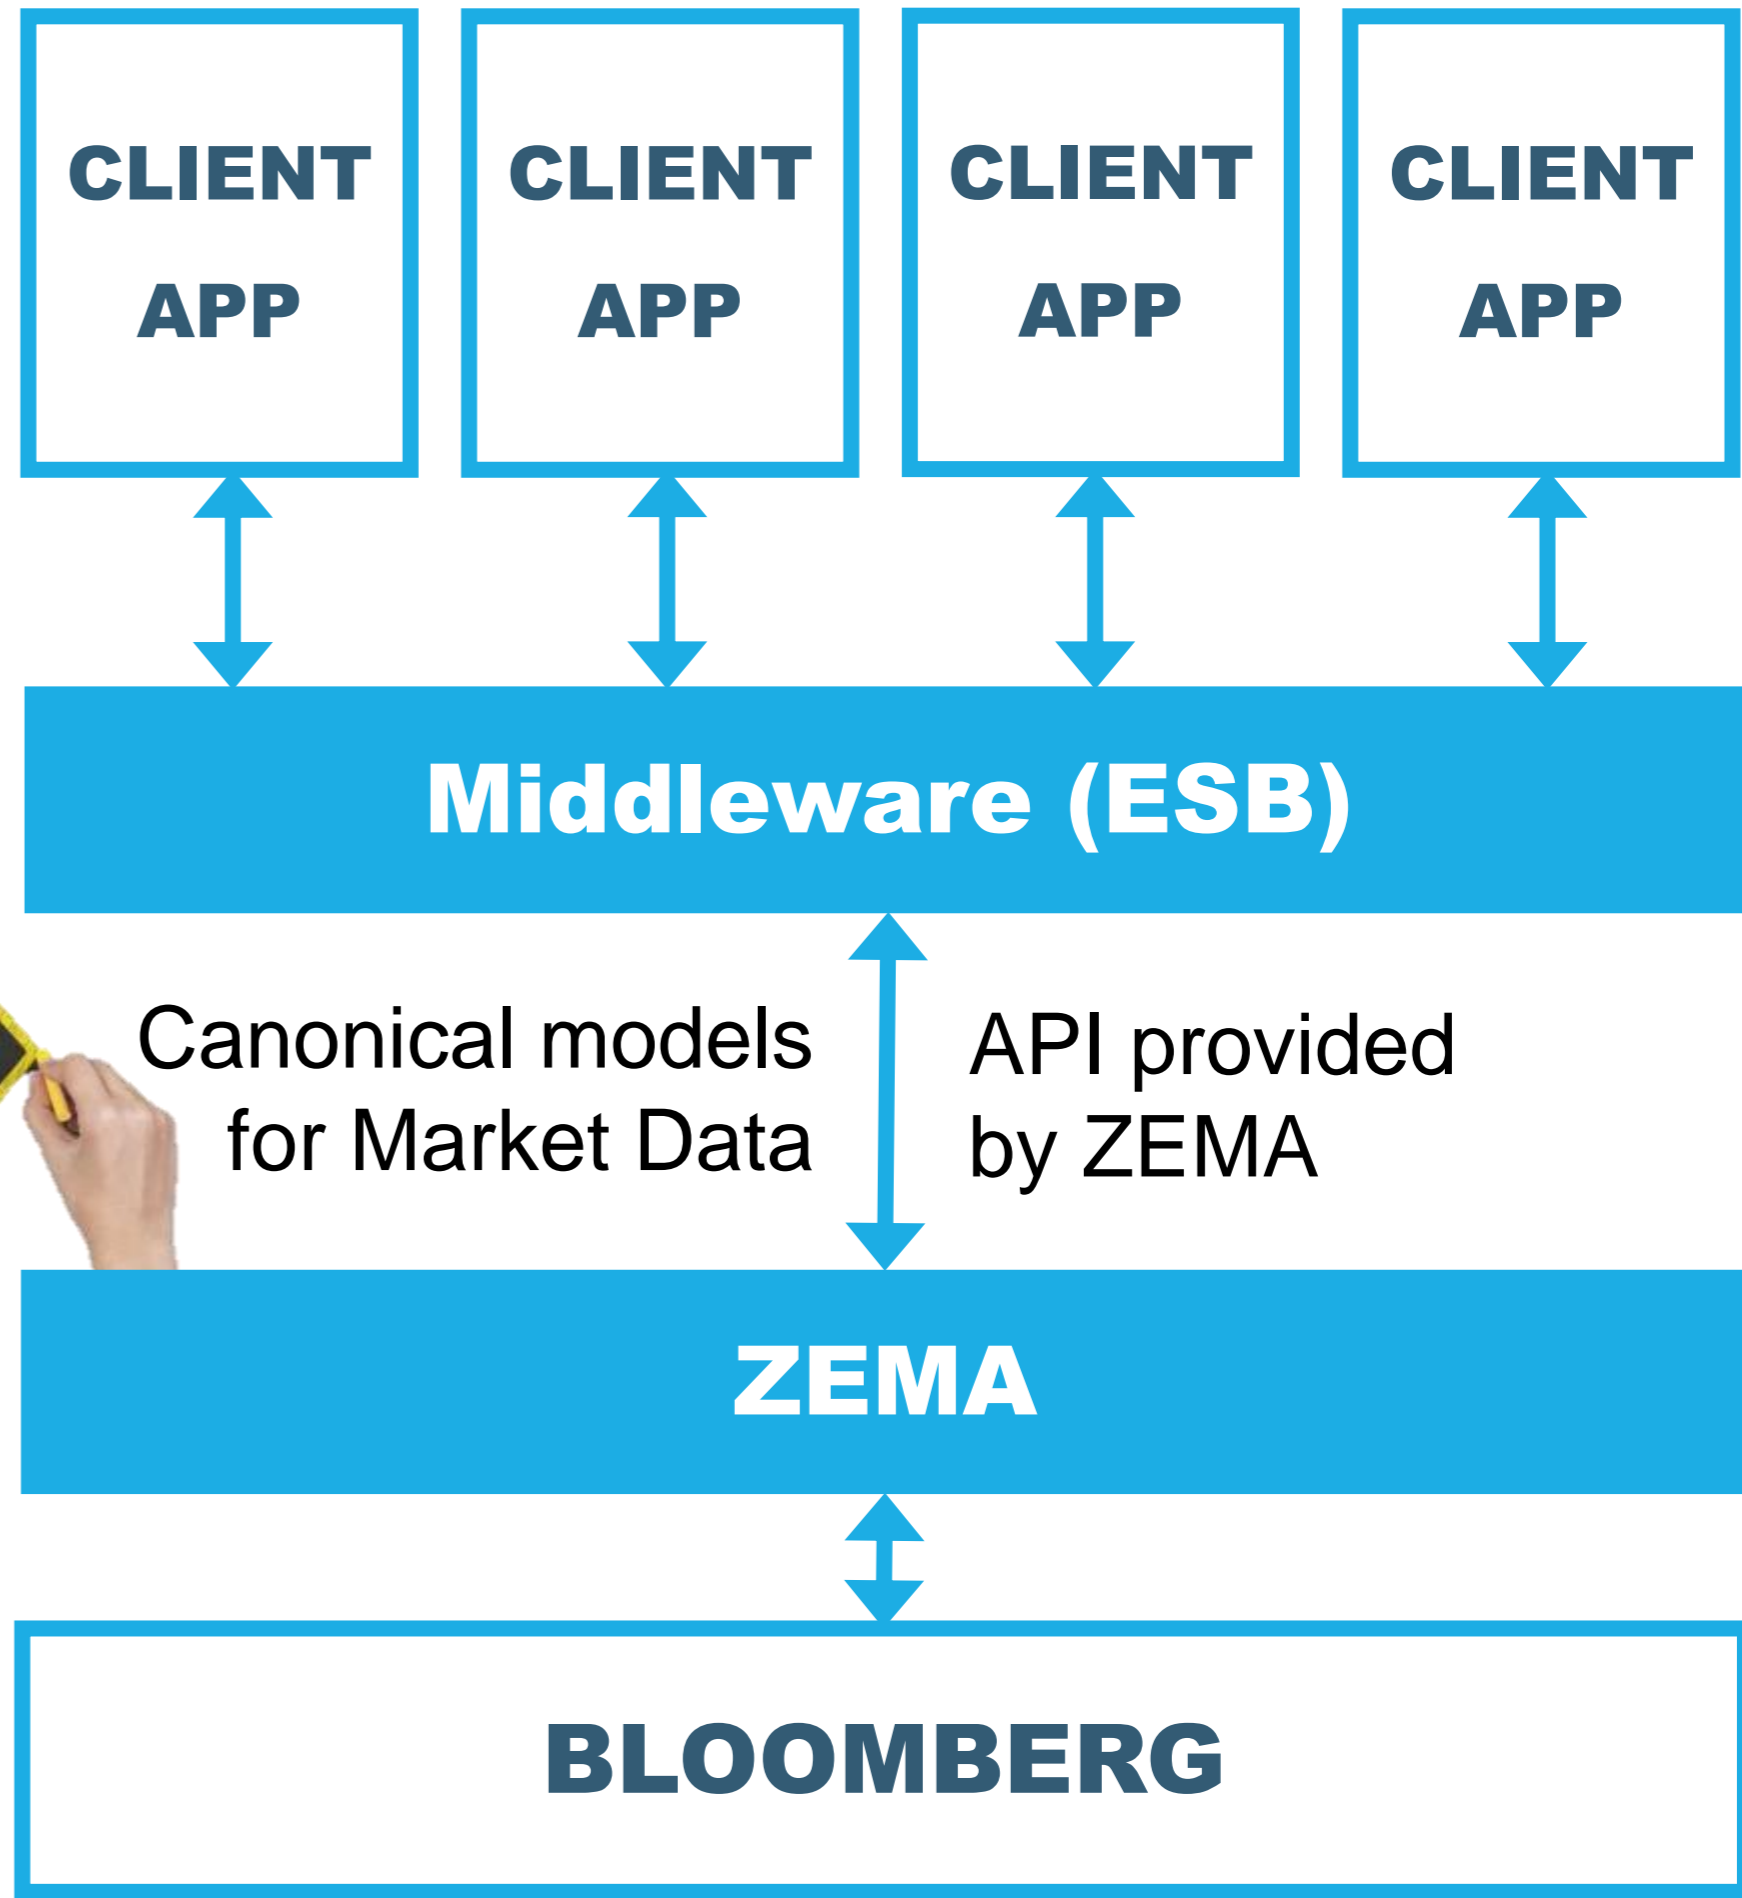 CLIENT
APP
CLIENT
APP
CLIENT
APP
CLIENT
APP
Middleware (ESB)
Canonical models
for Market Data
API provided
by ZEMA
ZEMA
BLOOMBERG